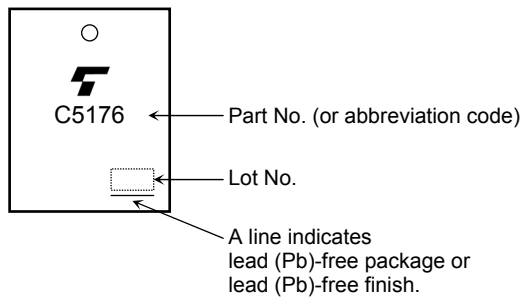 C5176
Part No. (or abbreviation code)
Lot No.
A line indicates
lead (Pb)-free package or
lead (Pb)-free finish.